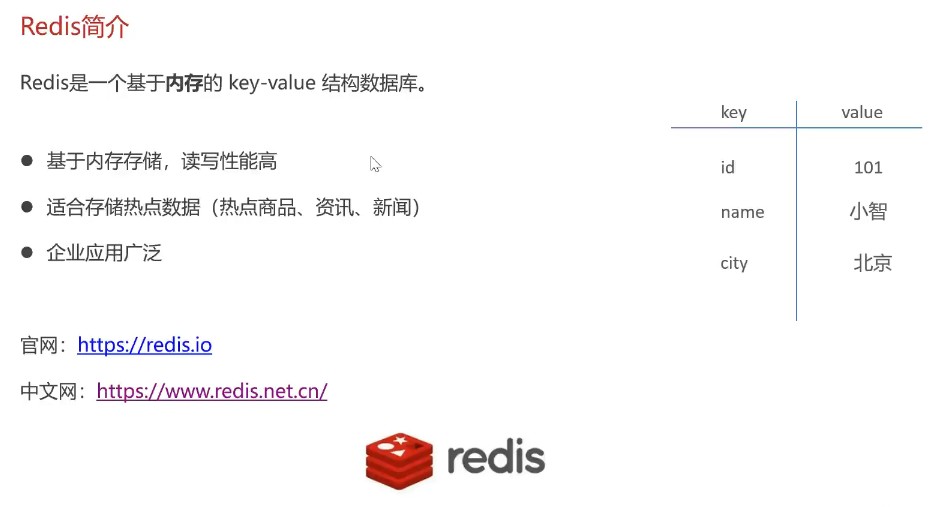 Redis简介
Redis是一个基于内存的 key-value 结构数据库。
● 基于内存存储，读写性能高
● 适合存储热点数据（热点商品、资讯、新闻）
● 企业应用广泛
key value
id 101
name 小智
city 北京
官网：https://redis.io
中文网：https://www.redis.net.cn/
redis